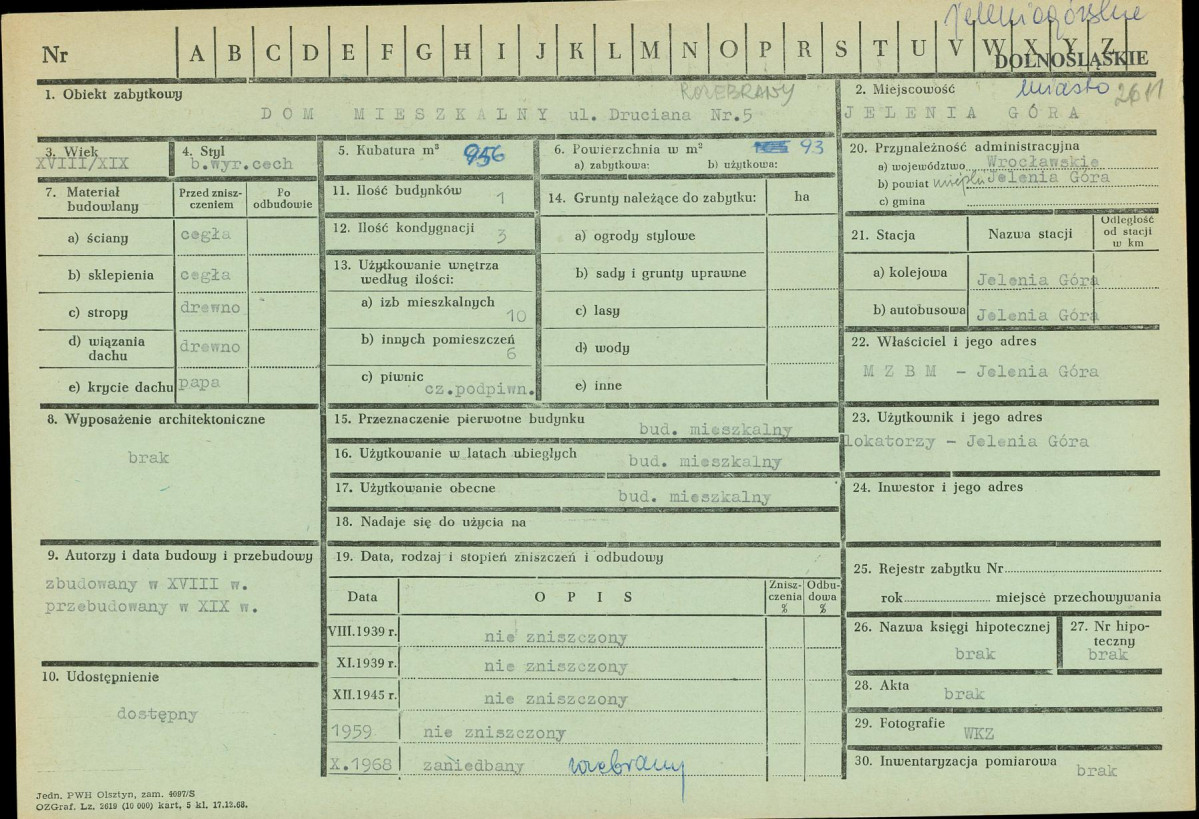 jeleniogórskie
Nr A B C D E F G H I J K L M N O P R S T U V W X Y Z
DOLNOŚLĄSKIE
1. Obiekt zabytkowy
ROZEBRANY
DOM MIESZKALNY ul. Druciana Nr.5
2. Miejscowość miasto 2611
JELENIA GÓRA
3. Wiek
XVIII/XIX
4. Styl
b.wyr.cech
5. Kubatura m³ 956
6. Powierzchnia w m² 93
a) zabytkowa: b) użytkowa:
7. Materiał budowlany
Przed zniszczeniem
Po odbudowie
a) ściany cegła
b) sklepienia cegła
c) stropy drewno
d) wiązania dachu drewno
e) krycie dachu papa
8. Wyposażenie architektoniczne
brak
9. Autorzy i data budowy i przebudowy
zbudowany w XVIII w.
przebudowany w XIX w.
10. Udostępnienie
dostępny
11. Ilość budynków 1
12. Ilość kondygnacji 3
13. Użytkowanie wnętrza
według ilości:
a) izb mieszkalnych
10
b) innych pomieszczeń
6
c) piwnic
cz.podpiwn.
14. Grunty należące do zabytku: ha
a) ogrody stylowe
b) sady i grunty uprawne
c) lasy
d) wody
e) inne
15. Przeznaczenie pierwotne budynku
bud. mieszkalny
16. Użytkowanie w latach ubiegłych bud. mieszkalny
17. Użytkowanie obecne bud. mieszkalny
18. Nadaje się do użycia na
19. Data, rodzaj i stopień zniszczeń i odbudowy
Data OPIS Zniszczenia % Odbudowa %
VIII.1939 r. nie zniszczony
XI.1939 r. nie zniszczony
XII.1945 r. nie zniszczony
1959 nie zniszczony
X.1968 zaniedbany rozebrany
20. Przynależność administracyjna
a) województwo Wrocławskie
b) powiat Jelenia Góra
c) gmina
21. Stacja Nazwa stacji Odległość od stacji w km
a) kolejowa Jelenia Góra
b) autobusowa Jelenia Góra
22. Właściciel i jego adres
M Z B M - Jelenia Góra
23. Użytkownik i jego adres
lokatorzy - Jelenia Góra
24. Inwestor i jego adres
25. Rejestr zabytku Nr
rok miejsce przechowywania
26. Nazwa księgi hipotecznej
brak
27. Nr hipoteczny
brak
28. Akta brak
29. Fotografie
WKZ
30. Inwentaryzacja pomiarowa
brak
Jedn. PWH Olsztyn, zam. 4097/S
OZGraf. Lz. 2619 (10 000) kart, 5 kl. 17.12.68.